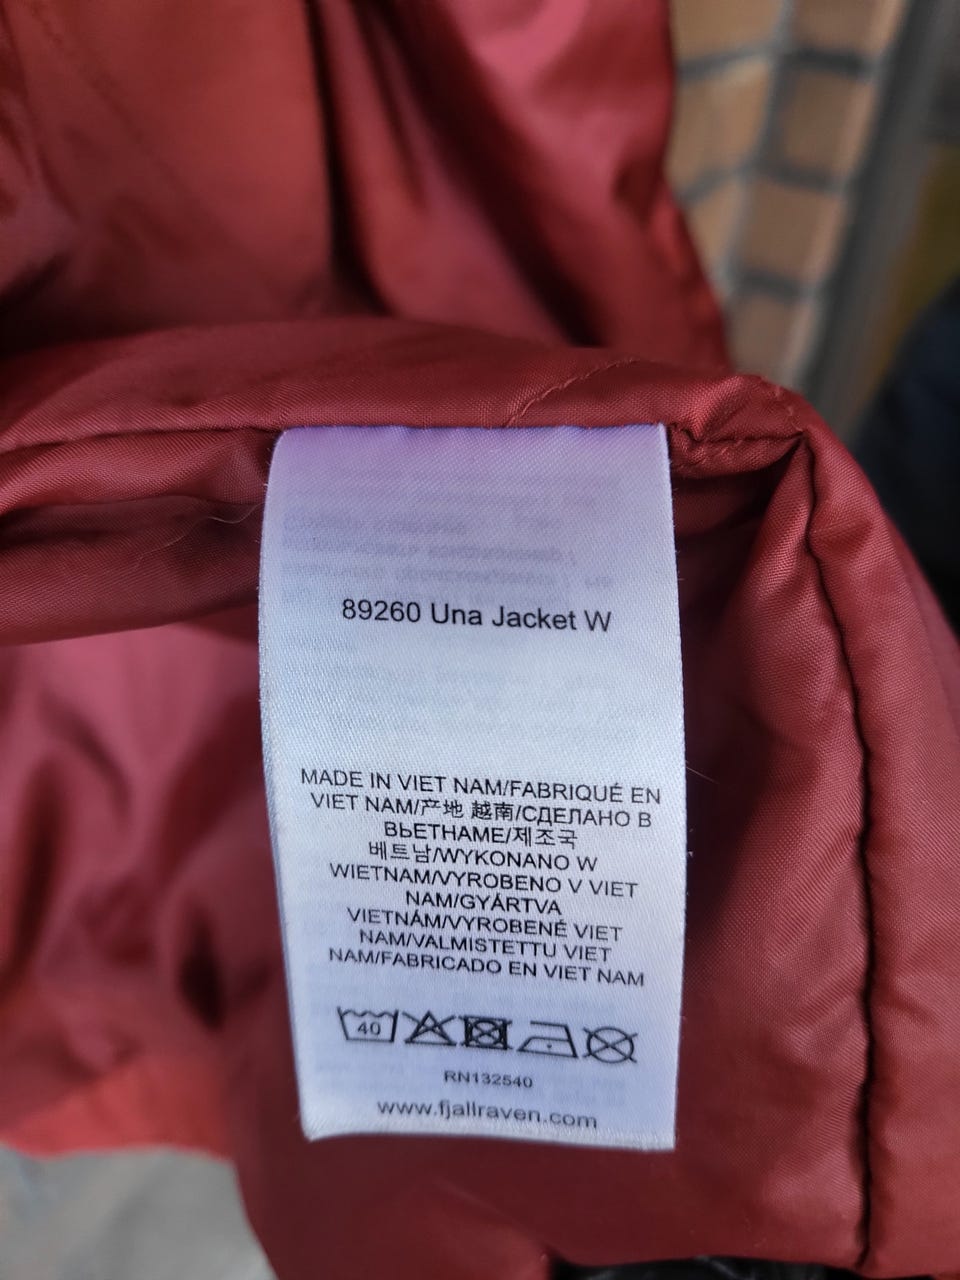 89260 Una Jacket W
MADE IN VIET NAM/FABRIQUÉ EN
VIET NAM/产地 越南/СДЕЛАНО В
ВЬЕТНАМЕ/제조국
베트남/WYKONANO W
WIETNAM/VYROBENO V VIET
NAM/GYÁRTVA
VIETNÁM/VYROBENÉ VIET
NAM/VALMISTETTU VIET
NAM/FABRICADO EN VIET NAM
40
RN132540
www.fjallraven.com